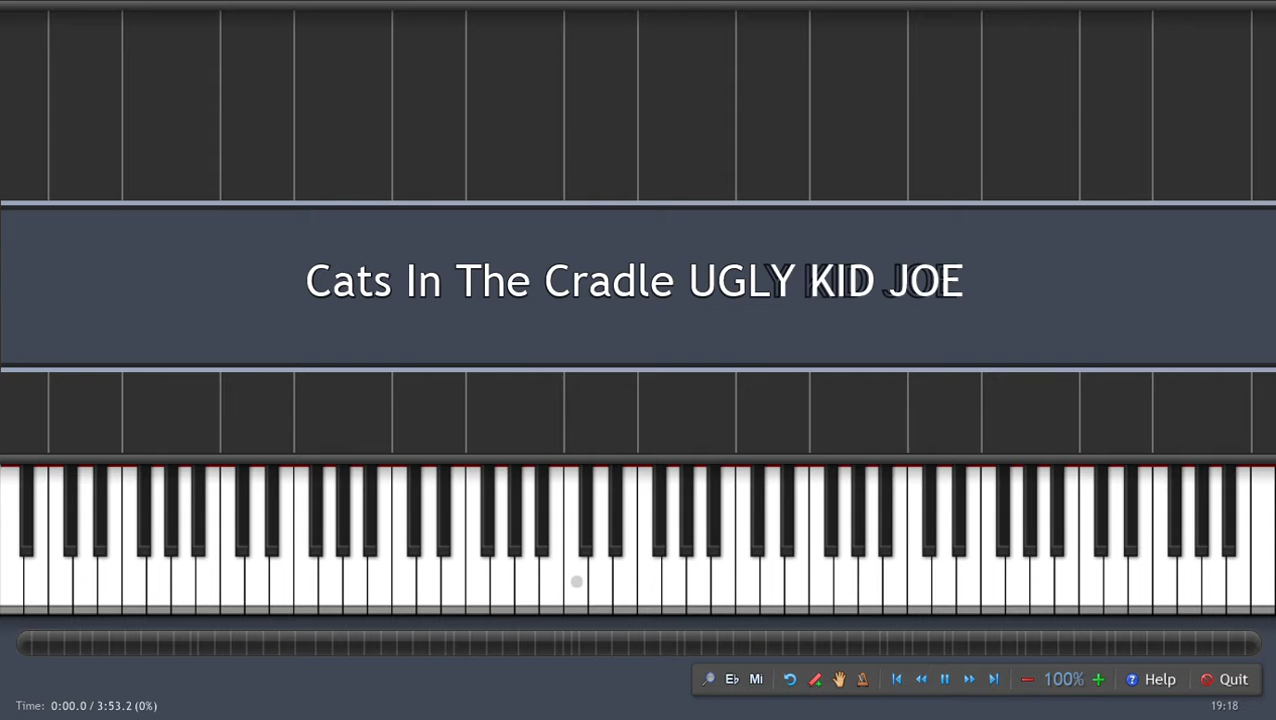 Cats In The Cradle UGLY KID JOE
Eb Mi 100% Help Quit
Time: 0:00.0 / 3:53.2 (0%) 19:18